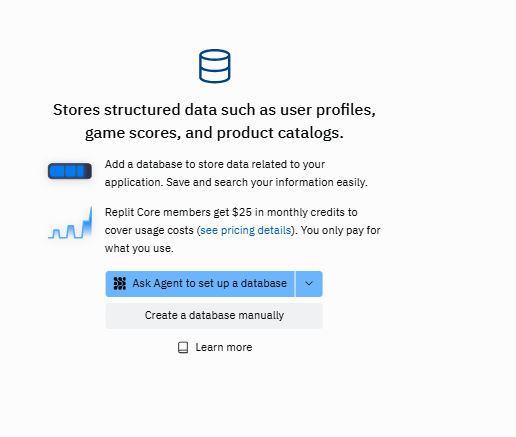 Stores structured data such as user profiles,
game scores, and product catalogs.
Add a database to store data related to your
application. Save and search your information easily.
Replit Core members get $25 in monthly credits to
cover usage costs (see pricing details). You only pay for
what you use.
Ask Agent to set up a database
Create a database manually
Learn more